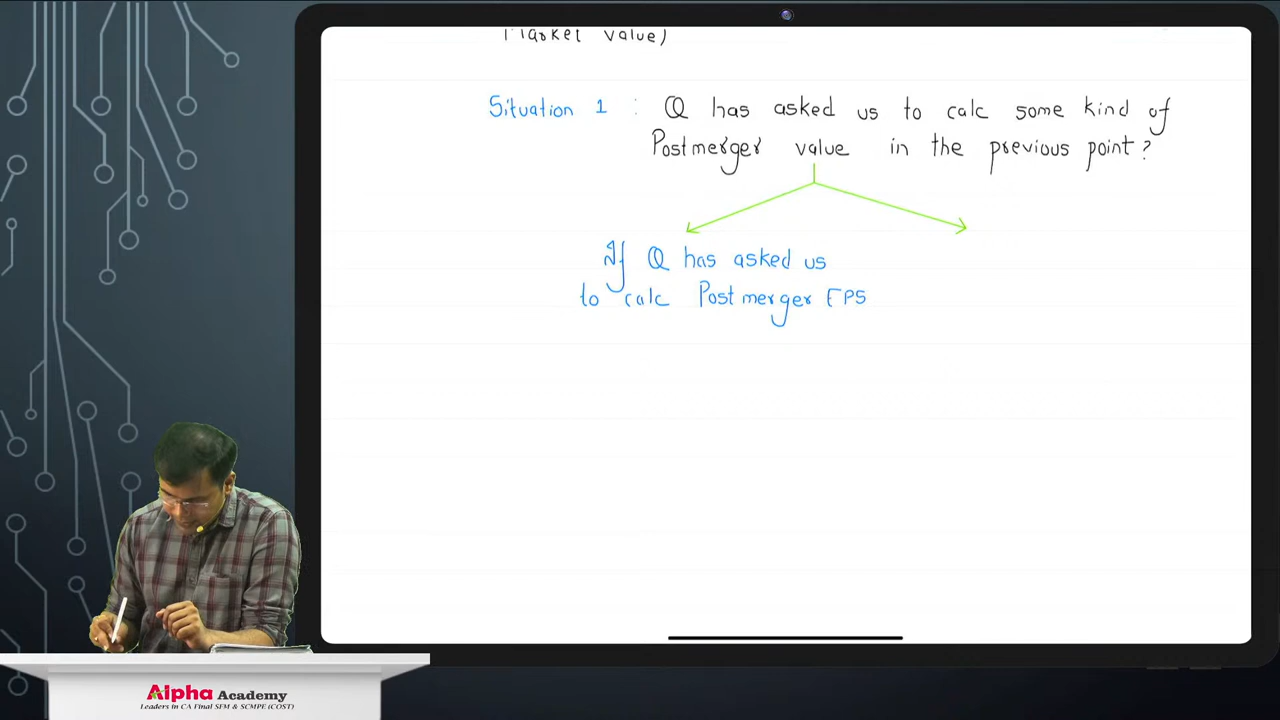 Market value)
Situation 1 : Q has asked us to calc some kind of
Postmerger value in the previous point?
If Q has asked us
to calc Postmerger EPS
Alpha Academy
Leaders in CA Final SFM & SCMPE (COST)